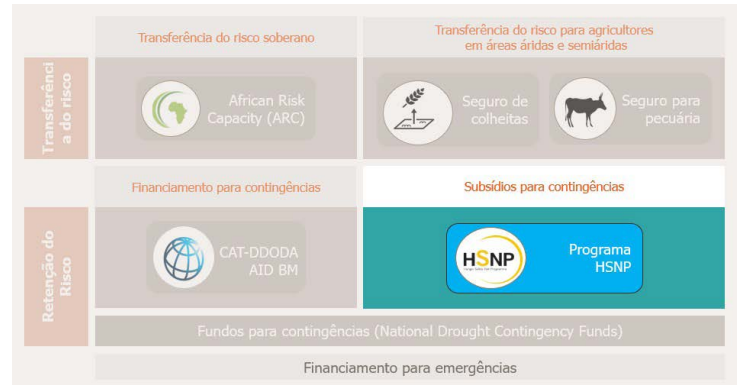 Transferência do risco soberano
Transferência do risco para agricultores
em áreas áridas e semiáridas
Transferênci
a do risco
African Risk
Capacity (ARC)
Seguro de
colheitas
Seguro para
pecuária
Financiamento para contingências
Subsídios para contingências
Retenção do
Risco
CAT-DDODA
AID BM
HSNP
Programa
HSNP
Fundos para contingências (National Drought Contingency Funds)
Financiamento para emergências